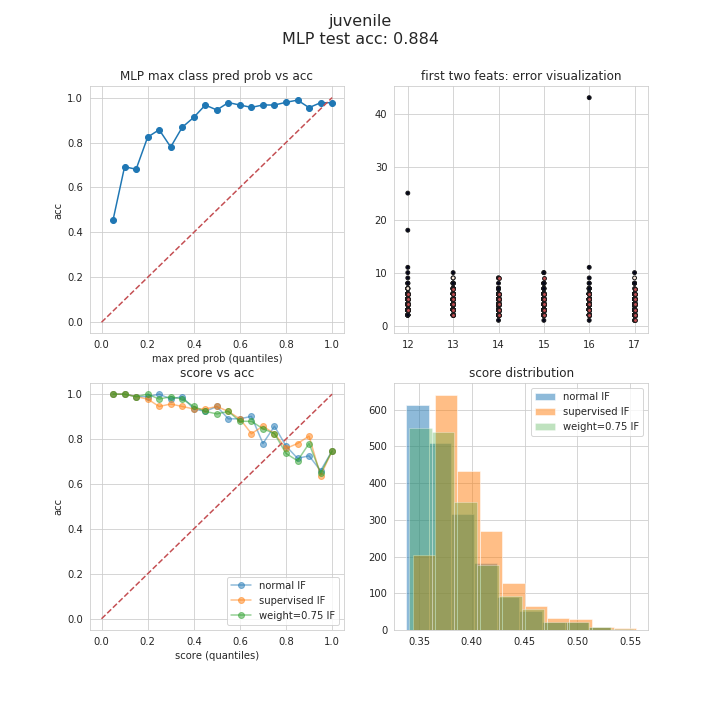 juvenile
MLP test acc: 0.884
MLP max class pred prob vs acc
1.0
0.8
0.6
0.4
0.2
0.0
acc
0.0 0.2 0.4 0.6 0.8 1.0
max pred prob (quantiles)
first two feats: error visualization
40
30
20
10
0
12 13 14 15 16 17
score vs acc
1.0
0.8
0.6
0.4
0.2
0.0
acc
normal IF
supervised IF
weight=0.75 IF
0.0 0.2 0.4 0.6 0.8 1.0
score (quantiles)
score distribution
600
500
400
300
200
100
0
normal IF
supervised IF
weight=0.75 IF
0.35 0.40 0.45 0.50 0.55